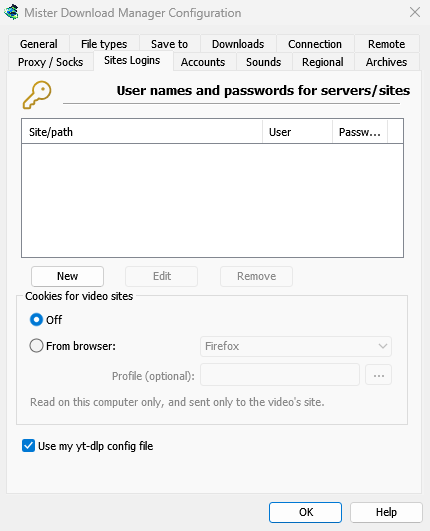 Mister Download Manager Configuration
General File types Save to Downloads Connection Remote
Proxy / Socks Sites Logins Accounts Sounds Regional Archives
User names and passwords for servers/sites
Site/path User Passw...
New Edit Remove
Cookies for video sites
Off
From browser: Firefox
Profile (optional): ...
Read on this computer only, and sent only to the video's site.
Use my yt-dlp config file
OK Help